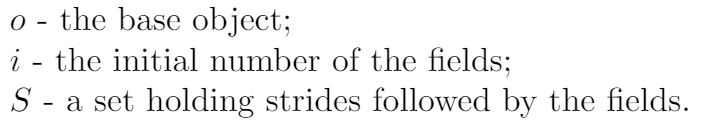 o - the base object;
i - the initial number of the fields;
S - a set holding strides followed by the fields.